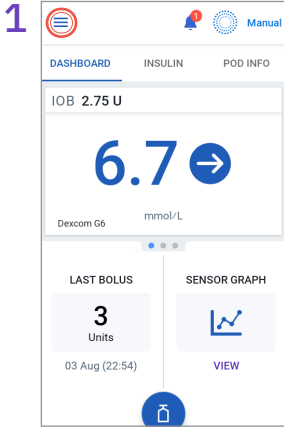 1
1
Manual
DASHBOARD INSULIN POD INFO
IOB 2.75 U
6.7
mmol/L
Dexcom G6
LAST BOLUS SENSOR GRAPH
3
Units
03 Aug (22:54) VIEW